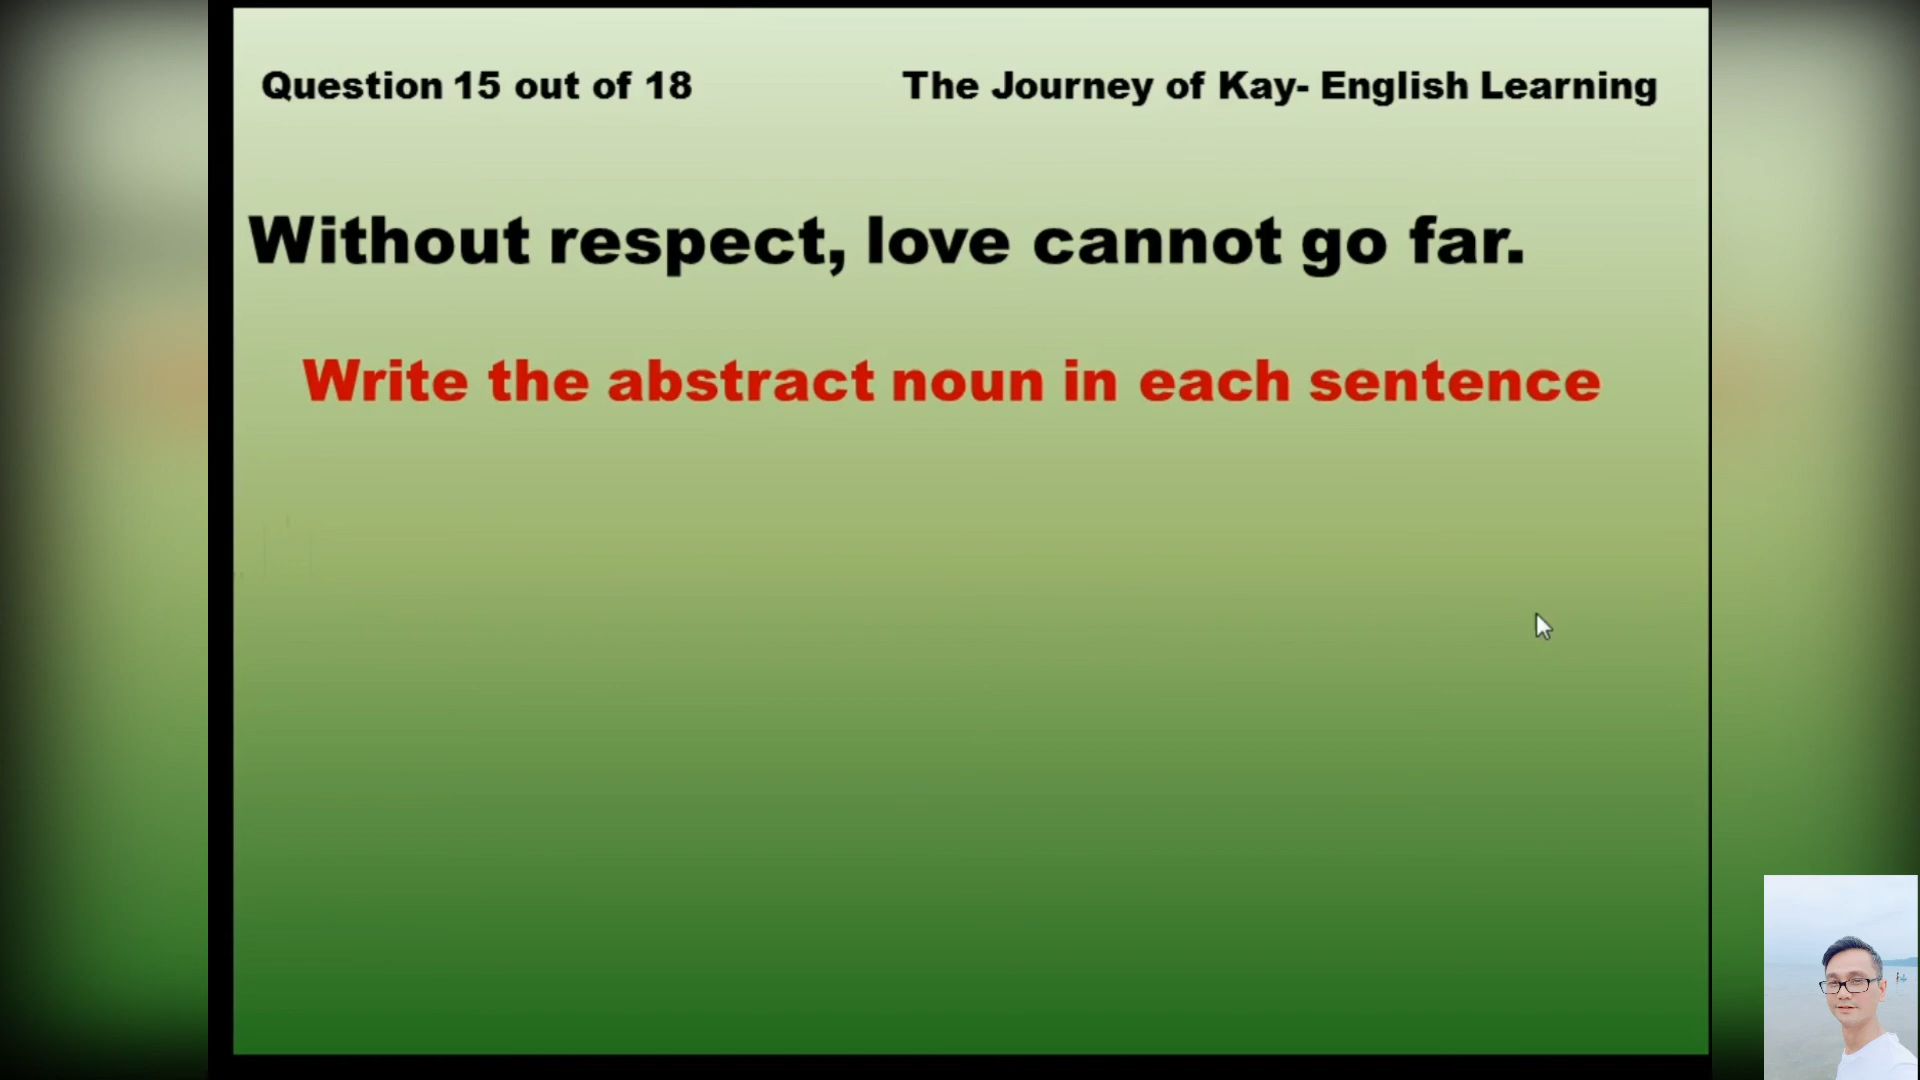 Question 15 out of 18
The Journey of Kay- English Learning
Without respect, love cannot go far.
Write the abstract noun in each sentence